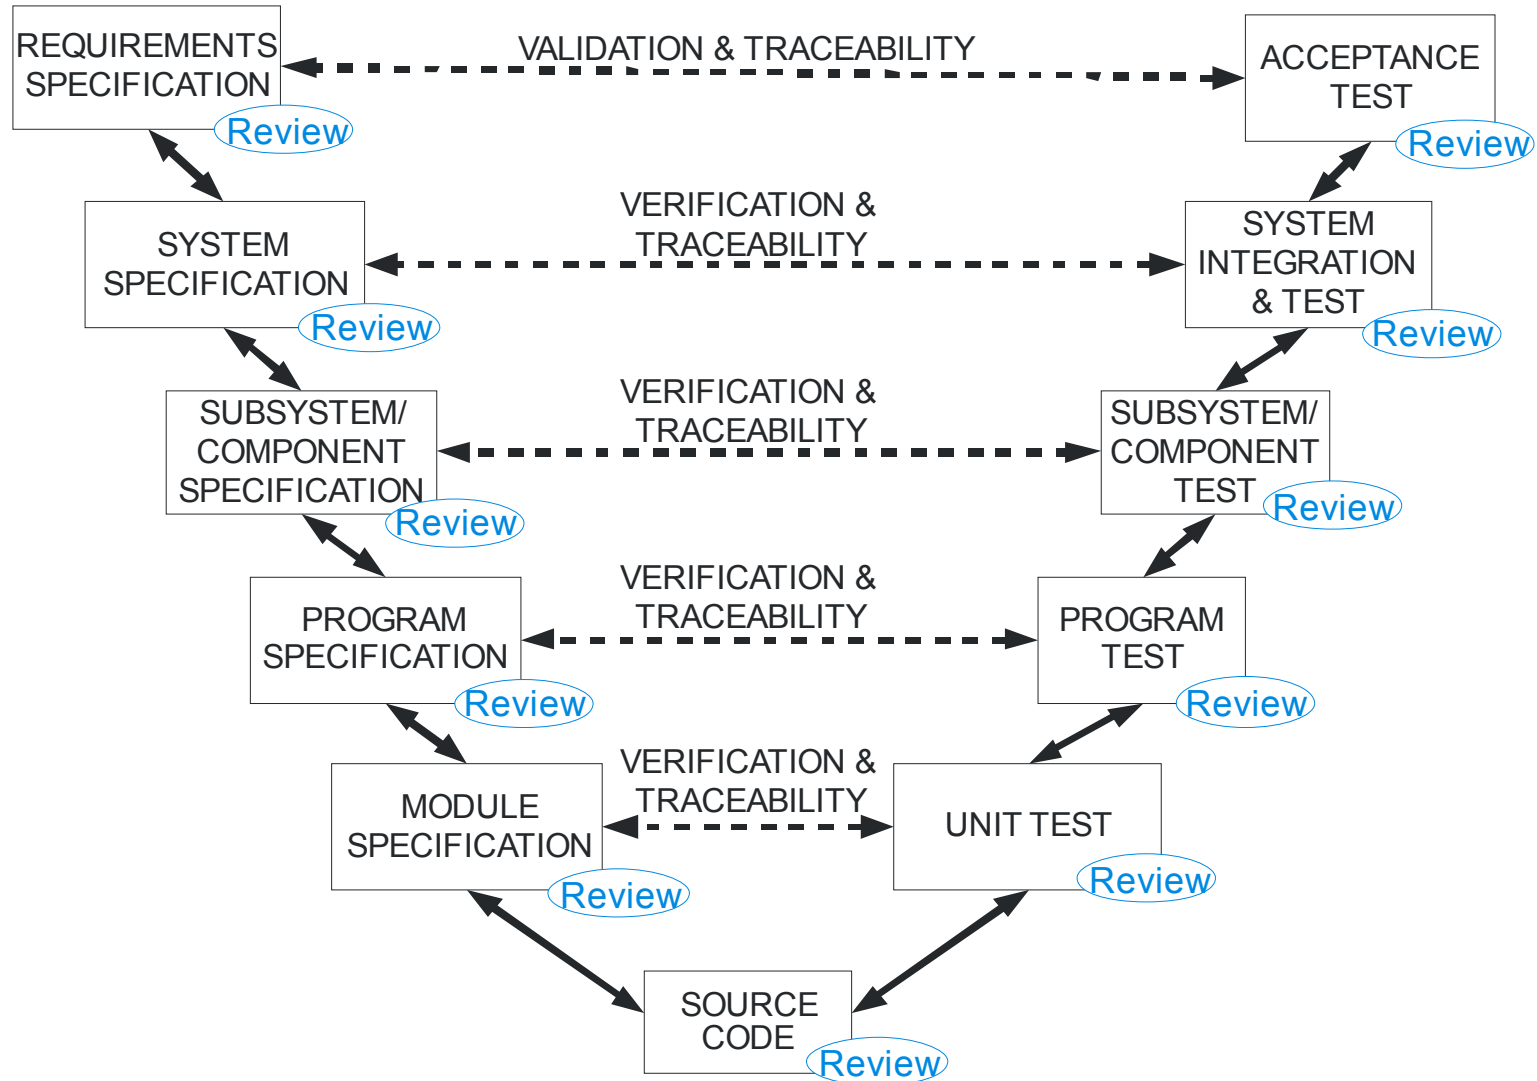 REQUIREMENTS
SPECIFICATION
Review
VALIDATION & TRACEABILITY
ACCEPTANCE
TEST
Review
SYSTEM
SPECIFICATION
Review
VERIFICATION &
TRACEABILITY
SYSTEM
INTEGRATION
& TEST
Review
SUBSYSTEM/
COMPONENT
SPECIFICATION
Review
VERIFICATION &
TRACEABILITY
SUBSYSTEM/
COMPONENT
TEST
Review
PROGRAM
SPECIFICATION
Review
VERIFICATION &
TRACEABILITY
PROGRAM
TEST
Review
MODULE
SPECIFICATION
Review
VERIFICATION &
TRACEABILITY
UNIT TEST
Review
SOURCE
CODE
Review